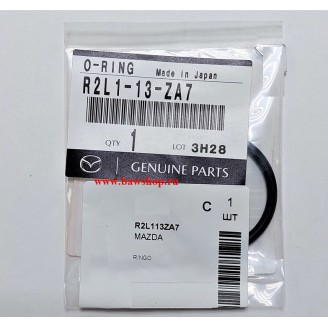 O-RING Made in Japan
R2L1-13-ZA7
QTY 1 LOT 3H28
GENUINE PARTS
www.bawshop.ru
C 1
ШТ
R2L113ZA7
MAZDA
RINGO